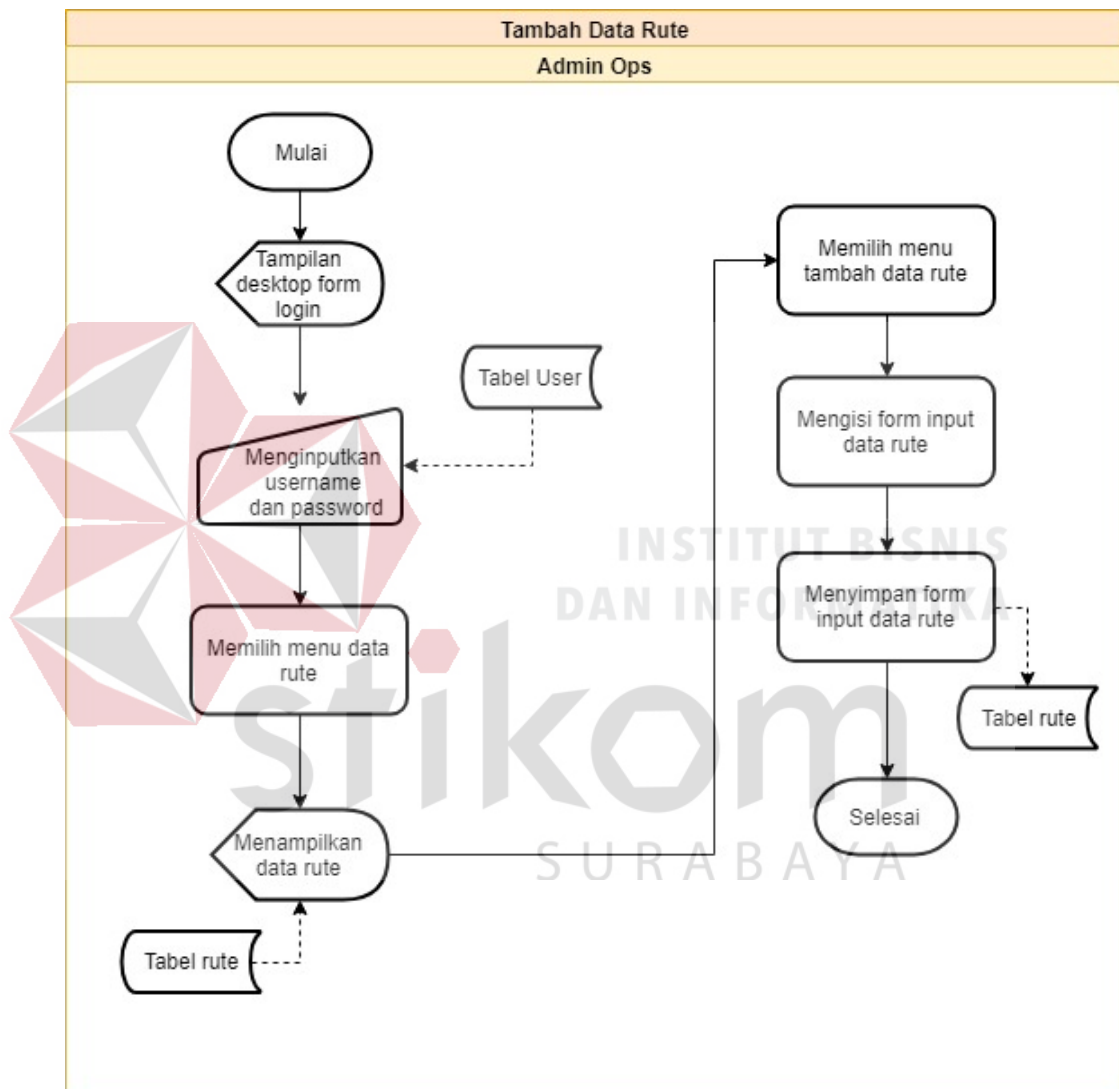 Tambah Data Rute
Admin Ops
Mulai
Tampilan
desktop form
login
Tabel User
Menginputkan
username
dan password
Memilih menu data
rute
Menampilkan
data rute
Tabel rute
Memilih menu
tambah data rute
Mengisi form input
data rute
Menyimpan form
input data rute
Tabel rute
Selesai
INSTITUT BISNIS
DAN INFORMATIKA
stikom
SURABAYA